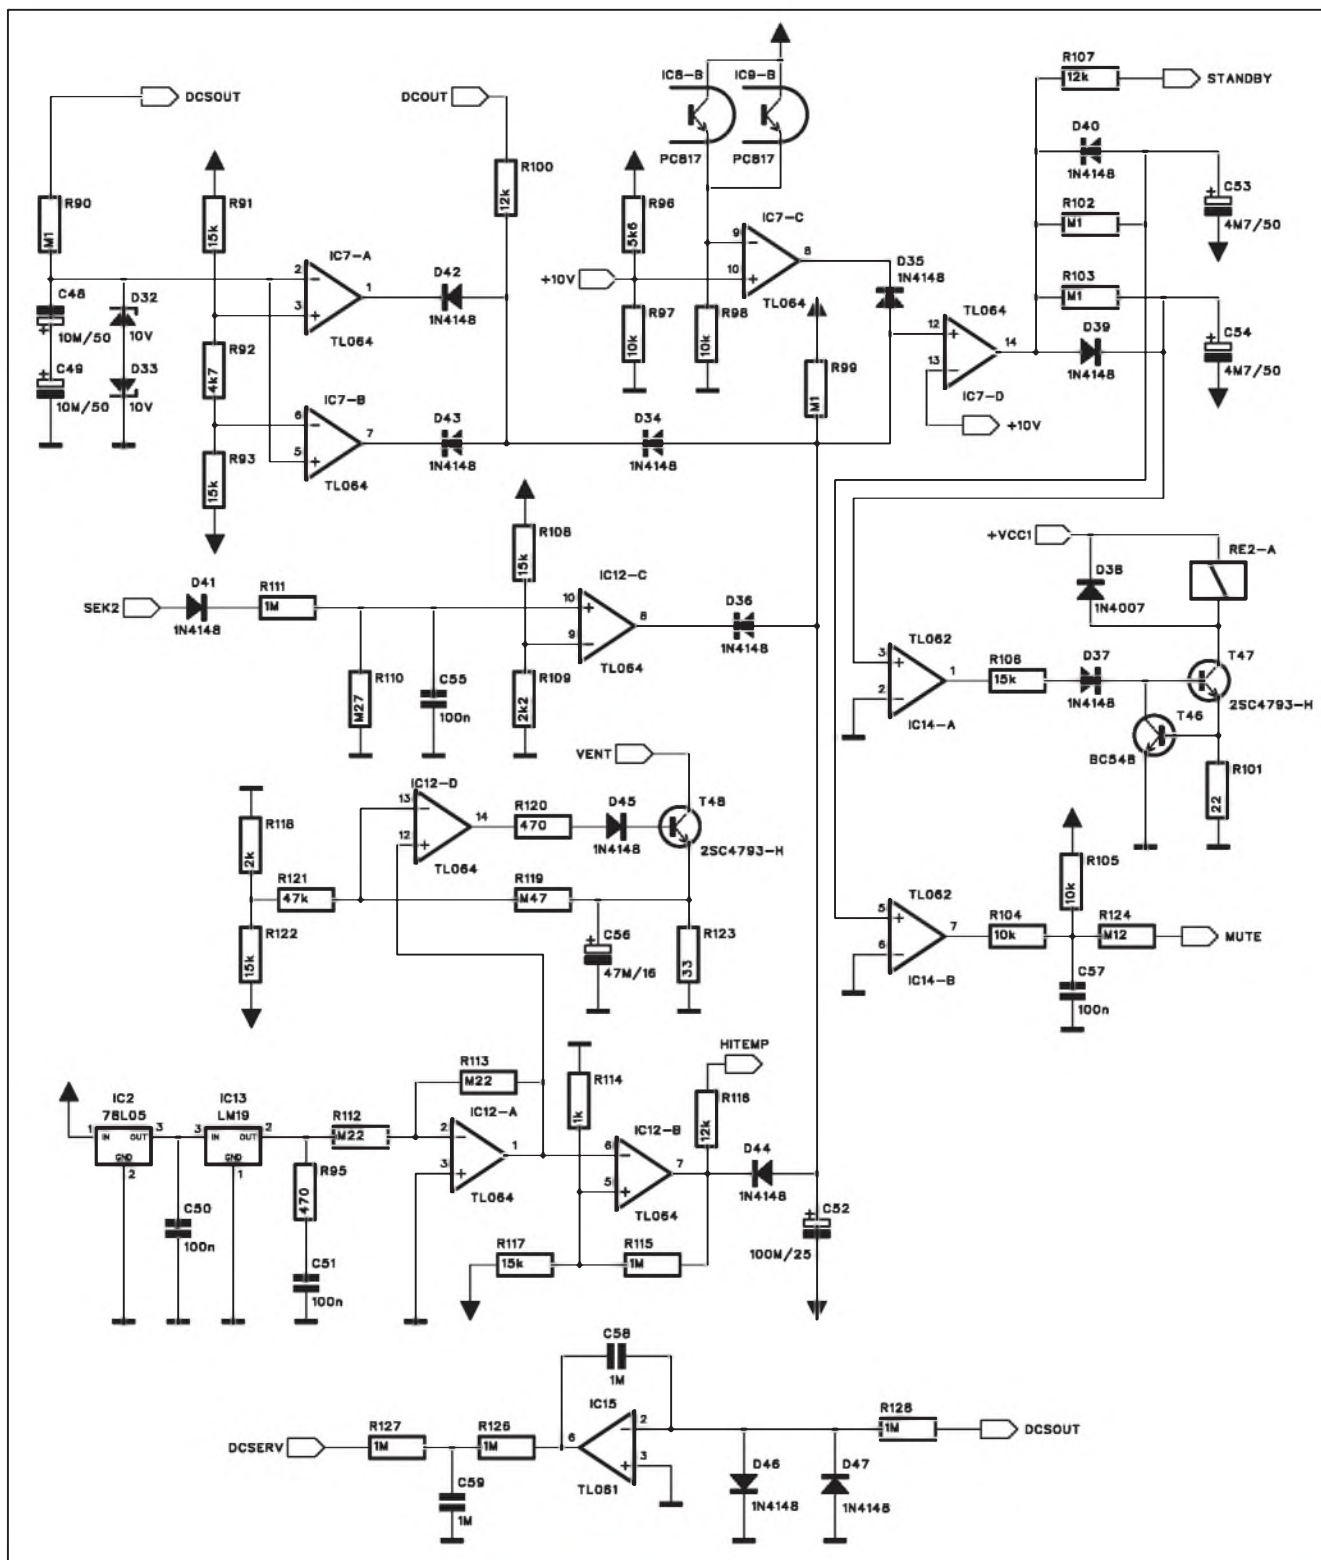 DCSOUT
DCOUT
IC8-B
IC9-B
PC817
PC817
R107
12k
STANDBY
D40
1N4148
C53
4M7/50
R102
M1
R103
M1
D39
1N4148
C54
4M7/50
R90
M1
R91
15k
R100
12k
R96
5k6
+10V
R97
10k
R98
10k
IC7-C
9
10
8
TL064
D35
1N4148
R99
M1
TL064
12
13
14
IC7-D
+10V
C48
10M/50
C49
10M/50
D32
10V
D33
10V
R92
4k7
R93
15k
IC7-A
2
3
1
TL064
D42
1N4148
IC7-B
6
5
7
TL064
D43
1N4148
D34
1N4148
SEK2
D41
1N4148
R111
1M
R110
M27
C55
100n
R108
15k
R109
2k2
IC12-C
10
9
8
TL064
D36
1N4148
+VCC1
D38
1N4007
RE2-A
TL062
3
2
1
IC14-A
R106
15k
D37
1N4148
T47
2SC4793-H
T46
BC548
R101
22
VENT
IC12-D
13
12
14
TL064
R120
470
D45
1N4148
T48
2SC4793-H
R118
2k
R121
47k
R122
15k
R119
M47
C56
47M/16
R123
33
TL062
5
6
7
IC14-B
R104
10k
R105
10k
R124
M12
MUTE
C57
100n
HITEMP
IC2
78L05
1
IN
OUT
3
GND
2
IC13
LM19
3
IN
OUT
2
GND
1
R112
M22
R113
M22
R95
470
C50
100n
C51
100n
IC12-A
2
3
1
TL064
R114
1k
IC12-B
6
5
7
TL064
R116
12k
D44
1N4148
R117
15k
R115
1M
C52
100M/25
C58
1M
IC15
6
2
3
TL061
DCSERV
R127
1M
R126
1M
C59
1M
D46
1N4148
D47
1N4148
R128
1M
DCSOUT